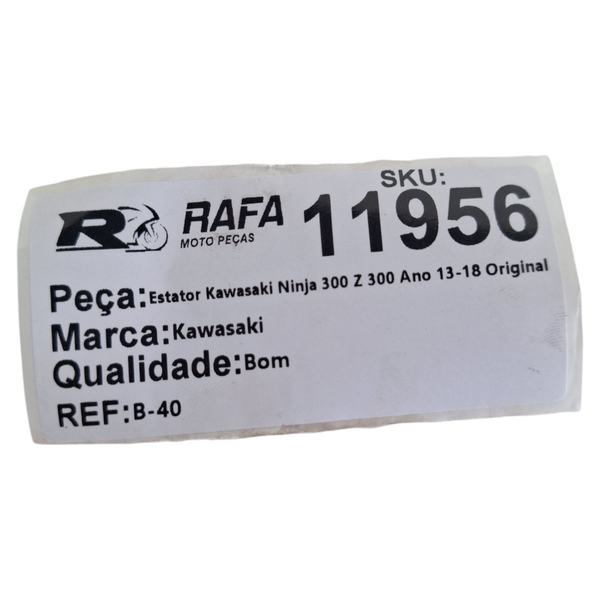 SKU:
R RAFA 11956
MOTO PEÇAS
Peça:Estator Kawasaki Ninja 300 Z 300 Ano 13-18 Original
Marca:Kawasaki
Qualidade:Bom
REF:B-40